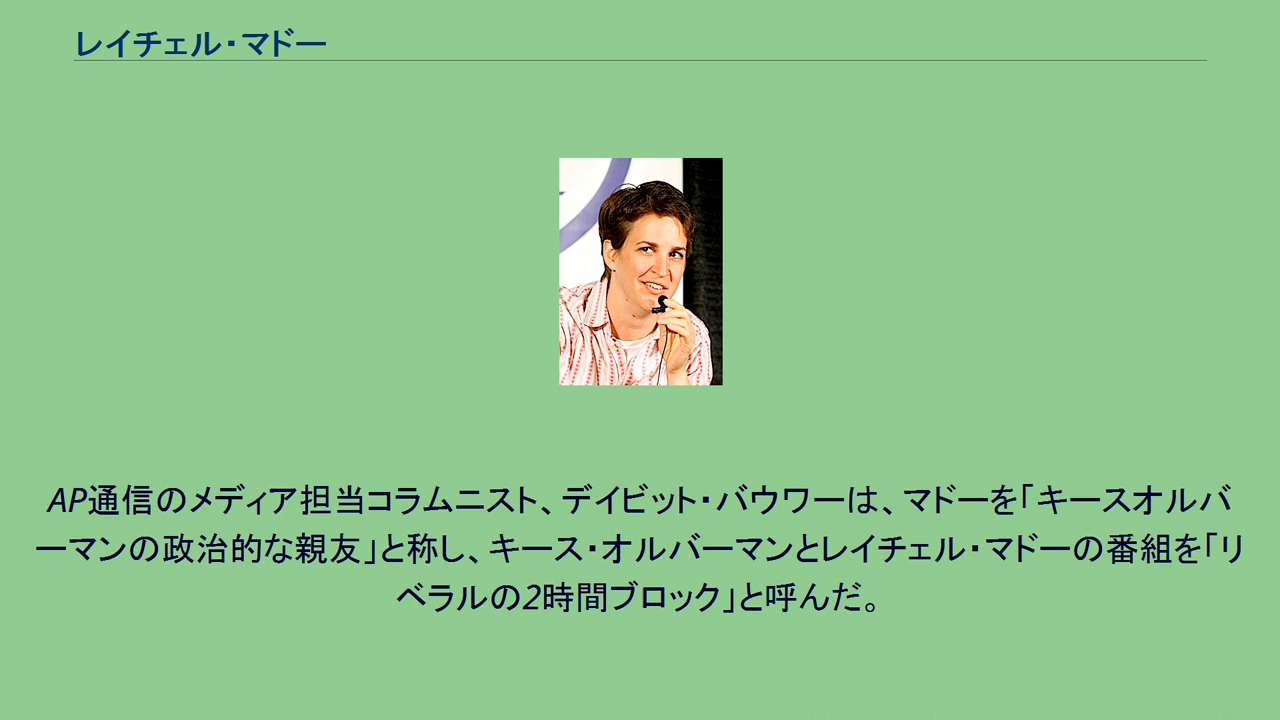 レイチェル・マドー
AP通信のメディア担当コラムニスト、デイビット・バウワーは、マドーを「キースオルバ
ーマンの政治的な親友」と称し、キース・オルバーマンとレイチェル・マドーの番組を「リ
ベラルの2時間ブロック」と呼んだ。